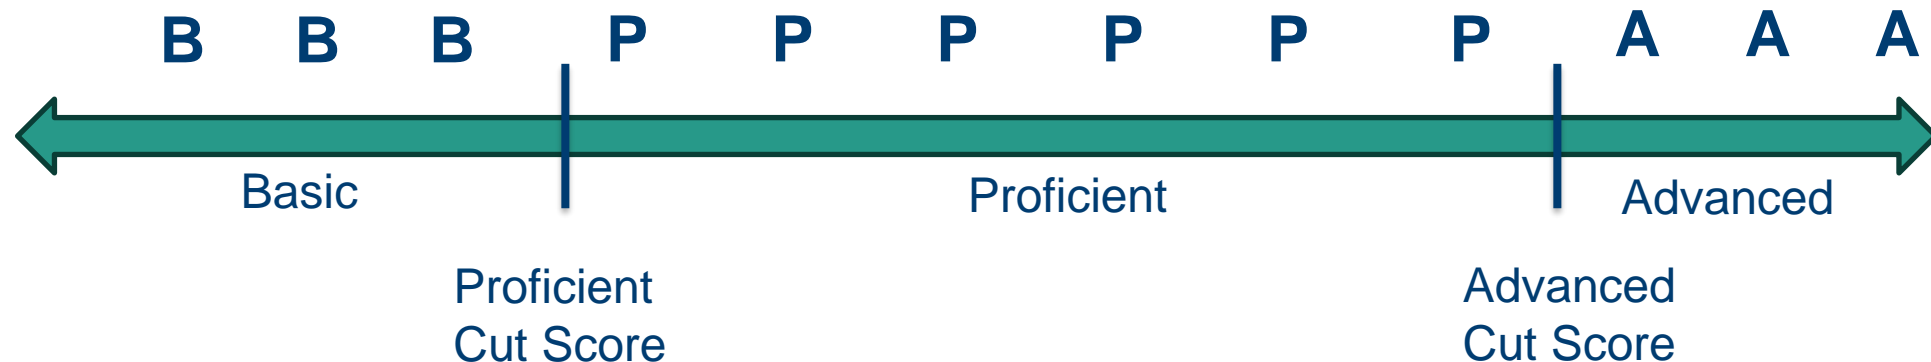 B B B P P P P P P A A A
Basic Proficient Advanced
Proficient
Cut Score
Advanced
Cut Score